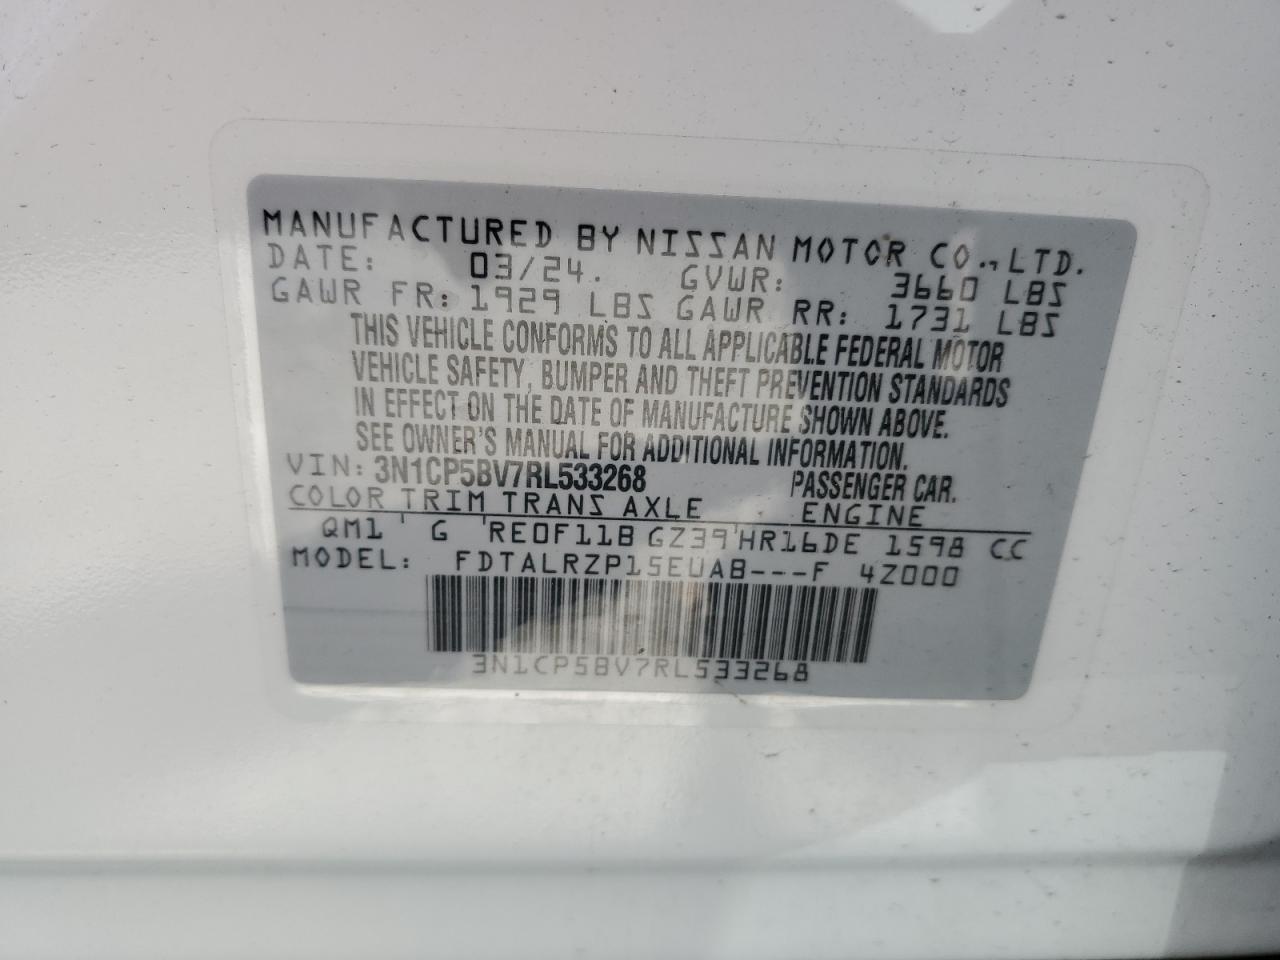 MANUFACTURED BY NISSAN MOTOR CO., LTD.
DATE: 03/24. GVWR: 3660 LBS
GAWR FR: 1929 LBS GAWR RR: 1731 LBS
THIS VEHICLE CONFORMS TO ALL APPLICABLE FEDERAL MOTOR
VEHICLE SAFETY, BUMPER AND THEFT PREVENTION STANDARDS
IN EFFECT ON THE DATE OF MANUFACTURE SHOWN ABOVE.
SEE OWNER'S MANUAL FOR ADDITIONAL INFORMATION.
VIN: 3N1CP5BV7RL533268 PASSENGER CAR.
COLOR TRIM TRANS AXLE ENGINE
QM1 ' G 'RE0F11B GZ39'HR16DE 1598 CC
MODEL: FDTALRZP15EUAB---F 4Z000
3N1CP5BV7RL533268